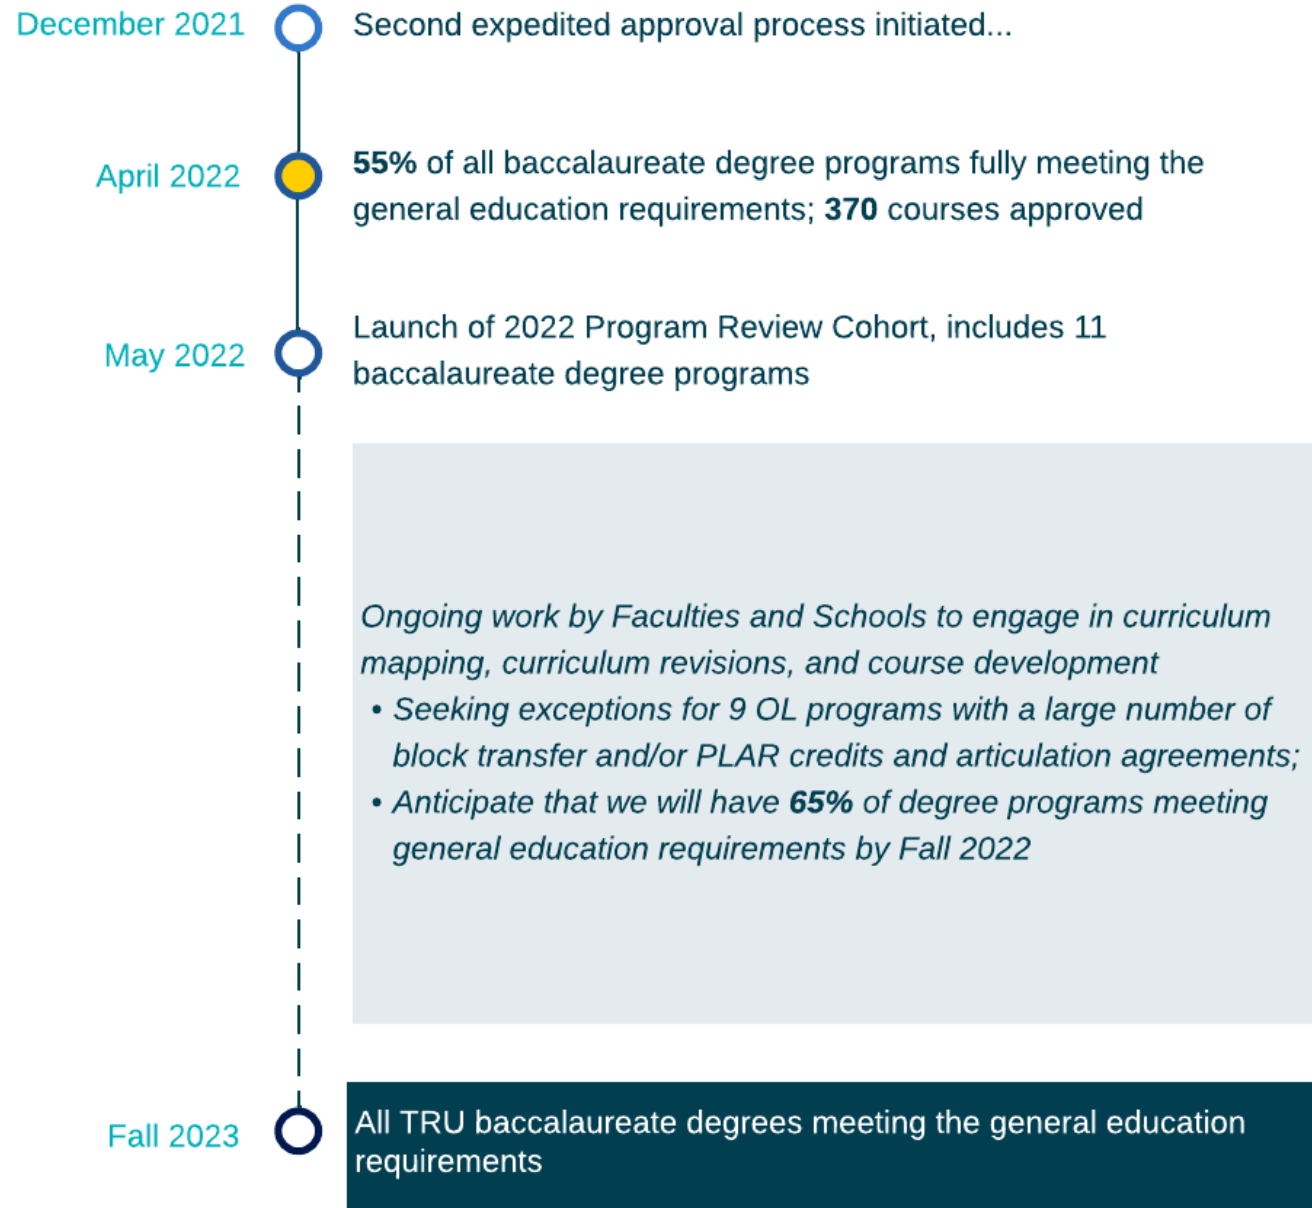 December 2021
Second expedited approval process initiated...
April 2022
55% of all baccalaureate degree programs fully meeting the
general education requirements; 370 courses approved
May 2022
Launch of 2022 Program Review Cohort, includes 11
baccalaureate degree programs
Ongoing work by Faculties and Schools to engage in curriculum
mapping, curriculum revisions, and course development
• Seeking exceptions for 9 OL programs with a large number of
block transfer and/or PLAR credits and articulation agreements;
• Anticipate that we will have 65% of degree programs meeting
general education requirements by Fall 2022
Fall 2023
All TRU baccalaureate degrees meeting the general education
requirements